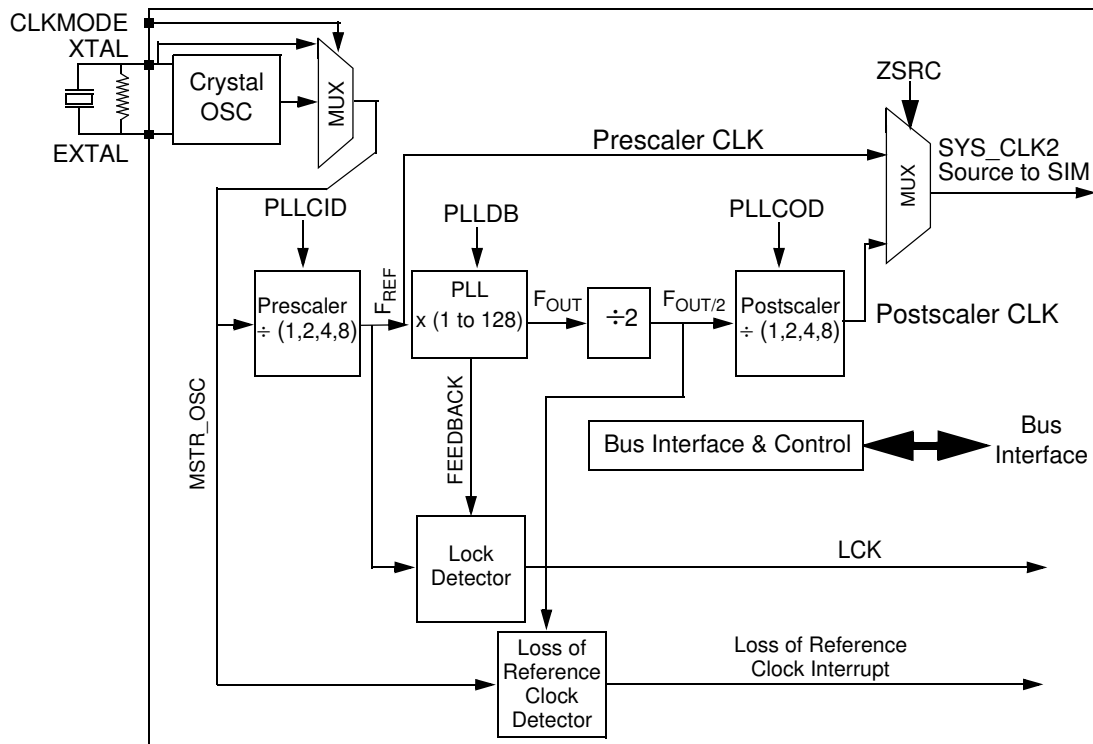 CLKMODE
XTAL
EXTAL
Crystal
OSC
MUX
ZSRC
Prescaler CLK
MUX
SYS_CLK2
Source to SIM
PLLCID
PLLDB
PLLCOD
Prescaler
÷ (1,2,4,8)
FREF
PLL
x (1 to 128)
FOUT
÷2
FOUT/2
Postscaler
÷ (1,2,4,8)
Postscaler CLK
MSTR_OSC
FEEDBACK
Bus Interface & Control
Bus
Interface
Lock
Detector
LCK
Loss of
Reference
Clock
Detector
Loss of Reference
Clock Interrupt